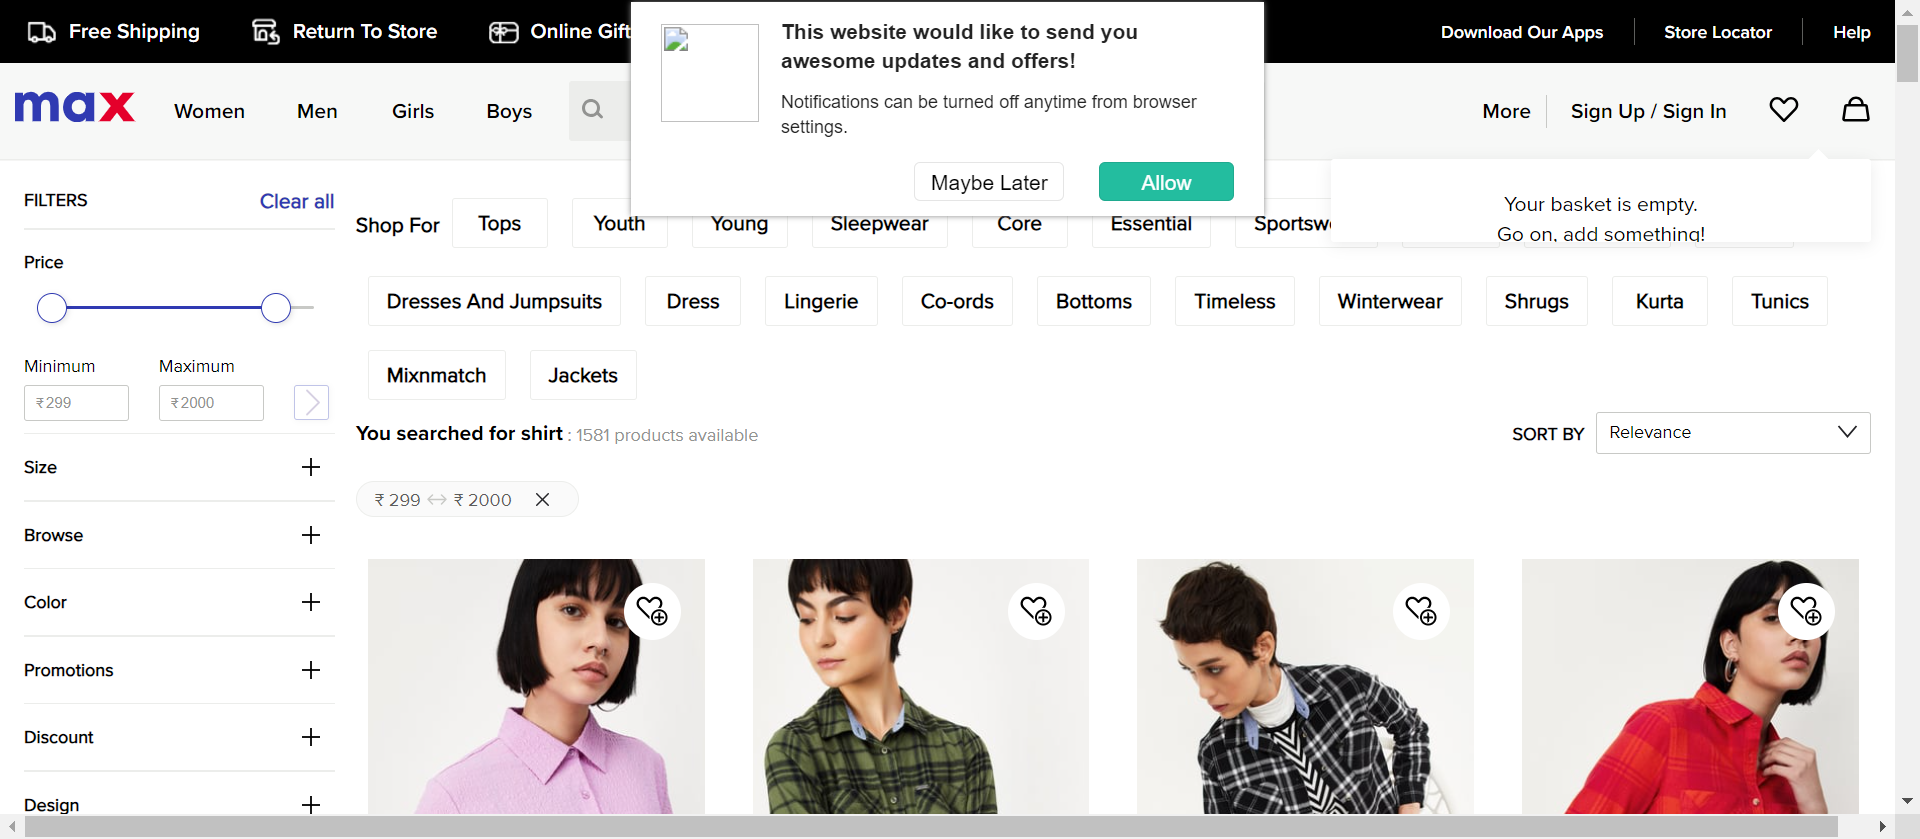 Free Shipping
Return To Store
Online Gift
Download Our Apps
Store Locator
Help
This website would like to send you
awesome updates and offers!
Notifications can be turned off anytime from browser
settings.
Maybe Later
Allow
max
Women
Men
Girls
Boys
More
Sign Up / Sign In
Your basket is empty.
Go on, add something!
FILTERS
Clear all
Price
Minimum
Maximum
₹299
₹2000
Size
Browse
Color
Promotions
Discount
Design
Shop For
Tops
Youth
Young
Sleepwear
Core
Essential
Dresses And Jumpsuits
Dress
Lingerie
Co-ords
Bottoms
Timeless
Winterwear
Shrugs
Kurta
Tunics
Mixnmatch
Jackets
You searched for shirt : 1581 products available
SORT BY
Relevance
₹ 299 ↔ ₹ 2000